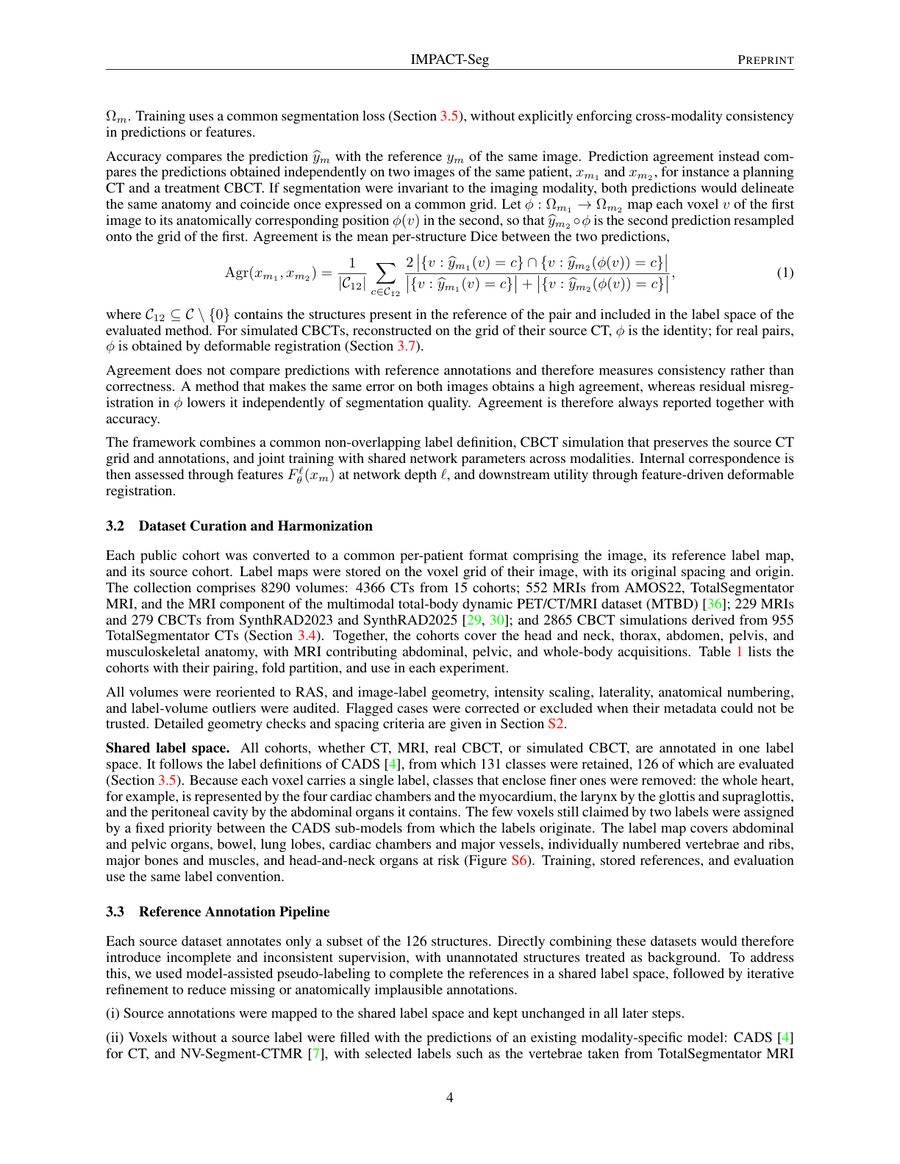 IMPACT-Seg PREPRINT
Ω_m. Training uses a common segmentation loss (Section 3.5), without explicitly enforcing cross-modality consistency
in predictions or features.
Accuracy compares the prediction ŷ_m with the reference y_m of the same image. Prediction agreement instead com-
pares the predictions obtained independently on two images of the same patient, x_{m_1} and x_{m_2}, for instance a planning
CT and a treatment CBCT. If segmentation were invariant to the imaging modality, both predictions would delineate
the same anatomy and coincide once expressed on a common grid. Let ϕ : Ω_{m_1} → Ω_{m_2} map each voxel v of the first
image to its anatomically corresponding position ϕ(v) in the second, so that ŷ_{m_2}∘ϕ is the second prediction resampled
onto the grid of the first. Agreement is the mean per-structure Dice between the two predictions,
Agr(x_{m_1}, x_{m_2}) = 1/|C_{12}| ∑_{c∈C_{12}} 2 |{v : ŷ_{m_1}(v) = c} ∩ {v : ŷ_{m_2}(ϕ(v)) = c}| / (|{v : ŷ_{m_1}(v) = c}| + |{v : ŷ_{m_2}(ϕ(v)) = c}|), (1)
where C_{12} ⊆ C \ {0} contains the structures present in the reference of the pair and included in the label space of the
evaluated method. For simulated CBCTs, reconstructed on the grid of their source CT, ϕ is the identity; for real pairs,
ϕ is obtained by deformable registration (Section 3.7).
Agreement does not compare predictions with reference annotations and therefore measures consistency rather than
correctness. A method that makes the same error on both images obtains a high agreement, whereas residual misreg-
istration in ϕ lowers it independently of segmentation quality. Agreement is therefore always reported together with
accuracy.
The framework combines a common non-overlapping label definition, CBCT simulation that preserves the source CT
grid and annotations, and joint training with shared network parameters across modalities. Internal correspondence is
then assessed through features F_θ^ℓ(x_m) at network depth ℓ, and downstream utility through feature-driven deformable
registration.
3.2 Dataset Curation and Harmonization
Each public cohort was converted to a common per-patient format comprising the image, its reference label map,
and its source cohort. Label maps were stored on the voxel grid of their image, with its original spacing and origin.
The collection comprises 8290 volumes: 4366 CTs from 15 cohorts; 552 MRIs from AMOS22, TotalSegmentator
MRI, and the MRI component of the multimodal total-body dynamic PET/CT/MRI dataset (MTBD) [36]; 229 MRIs
and 279 CBCTs from SynthRAD2023 and SynthRAD2025 [29, 30]; and 2865 CBCT simulations derived from 955
TotalSegmentator CTs (Section 3.4). Together, the cohorts cover the head and neck, thorax, abdomen, pelvis, and
musculoskeletal anatomy, with MRI contributing abdominal, pelvic, and whole-body acquisitions. Table 1 lists the
cohorts with their pairing, fold partition, and use in each experiment.
All volumes were reoriented to RAS, and image-label geometry, intensity scaling, laterality, anatomical numbering,
and label-volume outliers were audited. Flagged cases were corrected or excluded when their metadata could not be
trusted. Detailed geometry checks and spacing criteria are given in Section S2.
Shared label space. All cohorts, whether CT, MRI, real CBCT, or simulated CBCT, are annotated in one label
space. It follows the label definitions of CADS [4], from which 131 classes were retained, 126 of which are evaluated
(Section 3.5). Because each voxel carries a single label, classes that enclose finer ones were removed: the whole heart,
for example, is represented by the four cardiac chambers and the myocardium, the larynx by the glottis and supraglottis,
and the peritoneal cavity by the abdominal organs it contains. The few voxels still claimed by two labels were assigned
by a fixed priority between the CADS sub-models from which the labels originate. The label map covers abdominal
and pelvic organs, bowel, lung lobes, cardiac chambers and major vessels, individually numbered vertebrae and ribs,
major bones and muscles, and head-and-neck organs at risk (Figure S6). Training, stored references, and evaluation
use the same label convention.
3.3 Reference Annotation Pipeline
Each source dataset annotates only a subset of the 126 structures. Directly combining these datasets would therefore
introduce incomplete and inconsistent supervision, with unannotated structures treated as background. To address
this, we used model-assisted pseudo-labeling to complete the references in a shared label space, followed by iterative
refinement to reduce missing or anatomically implausible annotations.
(i) Source annotations were mapped to the shared label space and kept unchanged in all later steps.
(ii) Voxels without a source label were filled with the predictions of an existing modality-specific model: CADS [4]
for CT, and NV-Segment-CTMR [7], with selected labels such as the vertebrae taken from TotalSegmentator MRI
4